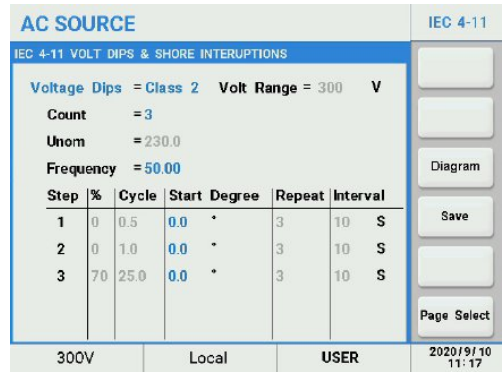 AC SOURCE
IEC 4-11
IEC 4-11 VOLT DIPS & SHORE INTERUPTIONS
Voltage Dips = Class 2 Volt Range = 300 V
Count = 3
Unom = 230.0
Frequency = 50.00
Step % Cycle Start Degree Repeat Interval
1 0 0.5 0.0 ° 3 10 S
2 0 1.0 0.0 ° 3 10 S
3 70 25.0 0.0 ° 3 10 S
Diagram
Save
Page Select
300V Local USER 2020/9/10
11:17